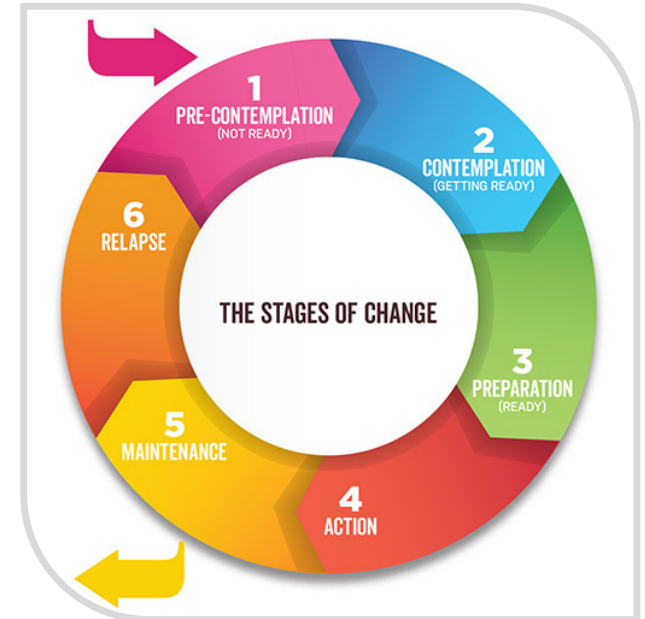 1
PRE-CONTEMPLATION
(NOT READY)
2
CONTEMPLATION
(GETTING READY)
3
PREPARATION
(READY)
4
ACTION
5
MAINTENANCE
6
RELAPSE
THE STAGES OF CHANGE